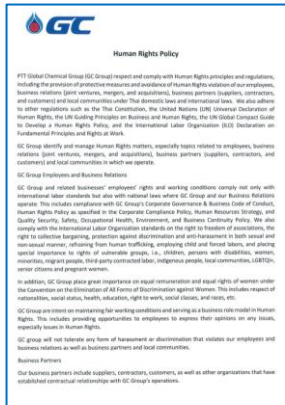 GC
Human Rights Policy
PTT Global Chemical Group (GC Group) respect and comply with Human Rights principles and regulations,
including the provision of protective measures and avoidance of Human Rights violation of our employees,
business relations (joint ventures, mergers, and acquisitions), business partners (suppliers, contractors,
and customers) and local communities under Thai domestic laws and international laws. We also adhere
to other regulations such as the Thai Constitution, the United Nations (UN) Universal Declaration of
Human Rights, the UN Guiding Principles on Business and Human Rights, the UN Global Compact Guide
to Develop a Human Rights Policy, and the International Labor Organization (ILO) Declaration on
Fundamental Principles and Rights at Work.
GC Group identify and manage Human Rights matters, especially topics related to employees, business
relations (joint ventures, mergers, and acquisitions), business partners (suppliers, contractors, and
customers) and local communities in which we operate.
GC Group Employees and Business Relations
GC Group and related businesses' employees' rights and working conditions comply not only with
international labor standards but also with national laws where GC Group and our Business Relations
operate. This includes compliance with GC Group's Corporate Governance & Business Code of Conduct,
Human Rights Policy as specified in the Corporate Compliance Policy, Human Resources Strategy, and
Quality Security, Safety, Occupational Health, Environment, and Business Continuity Policy. We also
comply with the International Labor Organization standards on the right to freedom of associations, the
right to collective bargaining, protection against discrimination and anti-harassment in both sexual and
non-sexual manner, refraining from human trafficking, employing child and forced labors, and placing
special importance to rights of vulnerable groups, i.e., children, persons with disabilities, women,
minorities, migrant people, third-party contracted labor, indigenous people, local communities, LGBTQI+,
senior citizens and pregnant women.
In addition, GC Group place great importance on equal remuneration and equal rights of women under
the Convention on the Elimination of All Forms of Discrimination against Women. This includes respect of
nationalities, social status, health, education, right to work, social classes, and races, etc.
GC Group are intent on maintaining fair working conditions and serving as a business role model in Human
Rights. This includes providing opportunities to employees to express their opinions on any issues,
especially issues in Human Rights.
GC group will not tolerate any form of harassment or discrimination that violates our employees and
business relations as well as business partners and local communities.
Business Partners
Our business partners include suppliers, contractors, customers, as well as other organizations that have
established contractual relationships with GC Group's operations.